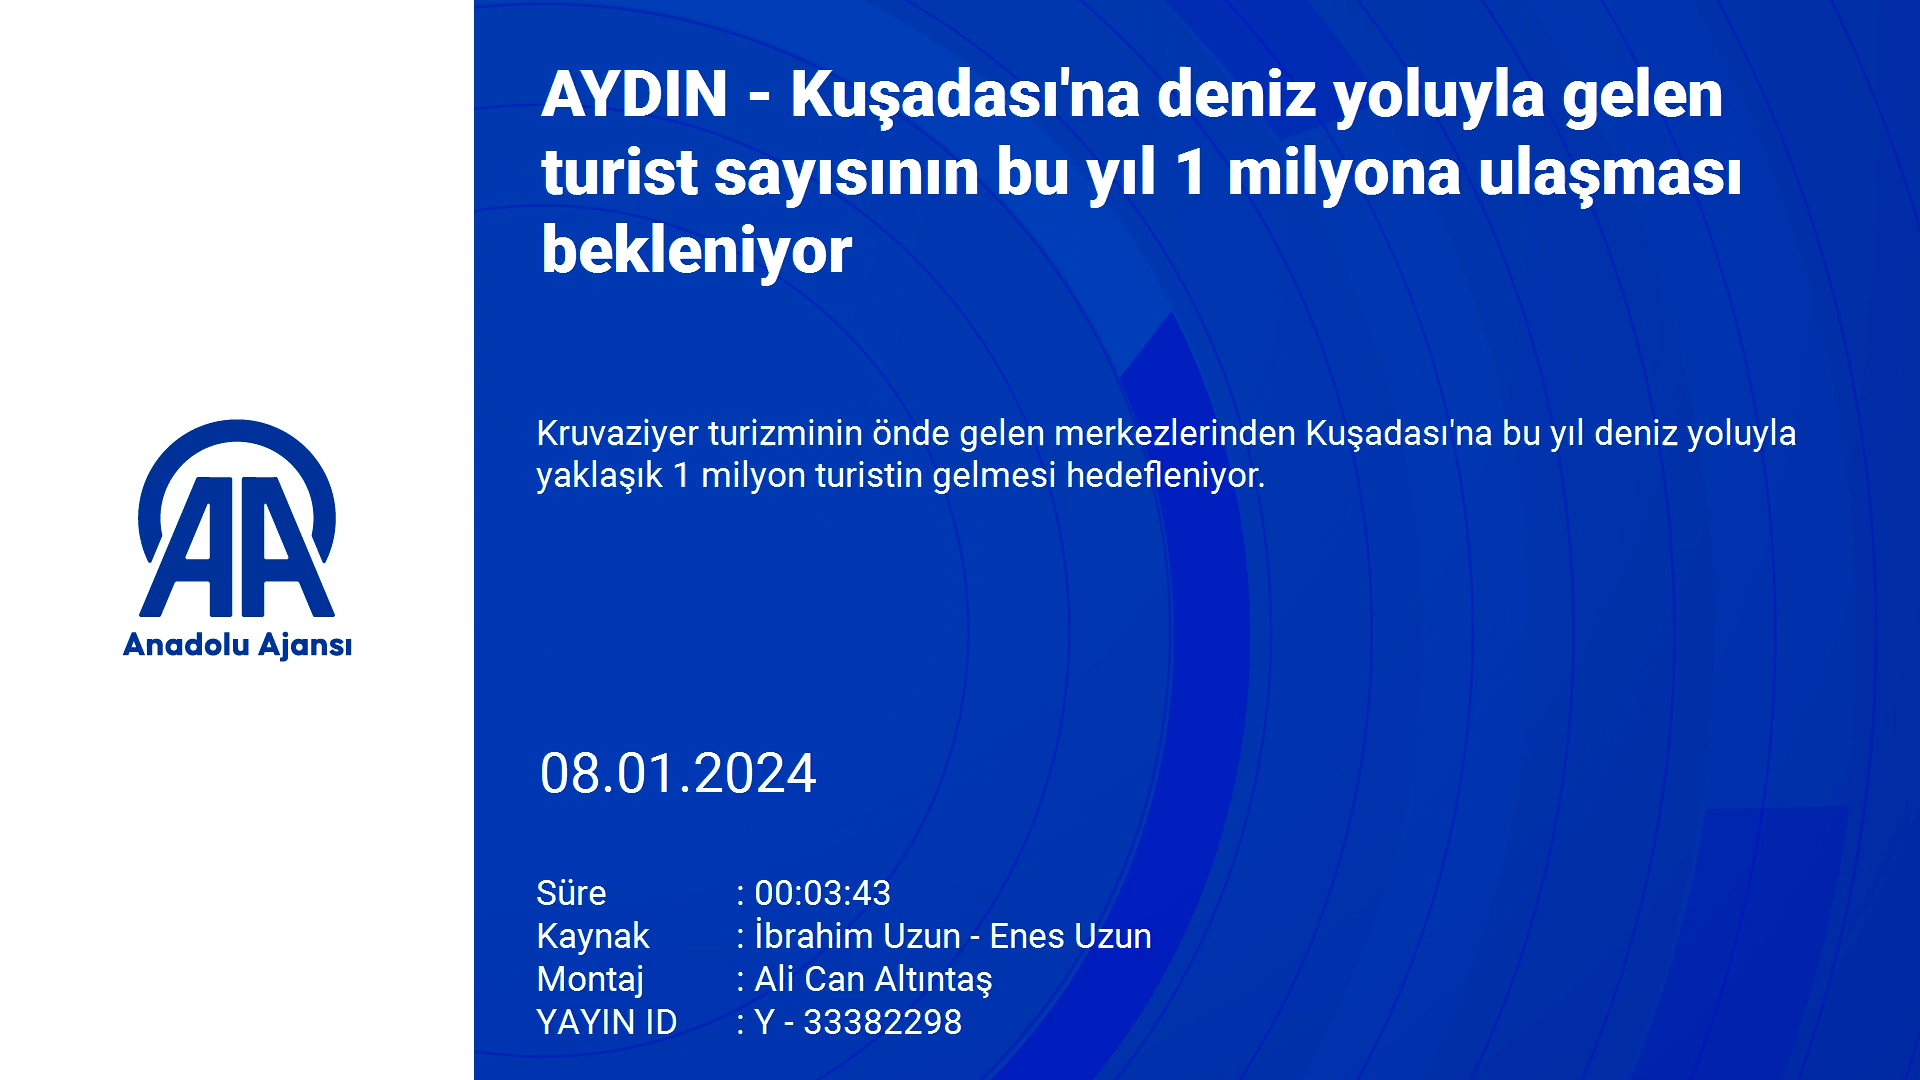 AYDIN - Kuşadası'na deniz yoluyla gelen
turist sayısının bu yıl 1 milyona ulaşması
bekleniyor
Kruvaziyer turizminin önde gelen merkezlerinden Kuşadası'na bu yıl deniz yoluyla
yaklaşık 1 milyon turistin gelmesi hedefleniyor.
AA
Anadolu Ajansı
08.01.2024
Süre : 00:03:43
Kaynak : İbrahim Uzun - Enes Uzun
Montaj : Ali Can Altıntaş
YAYIN ID : Y - 33382298